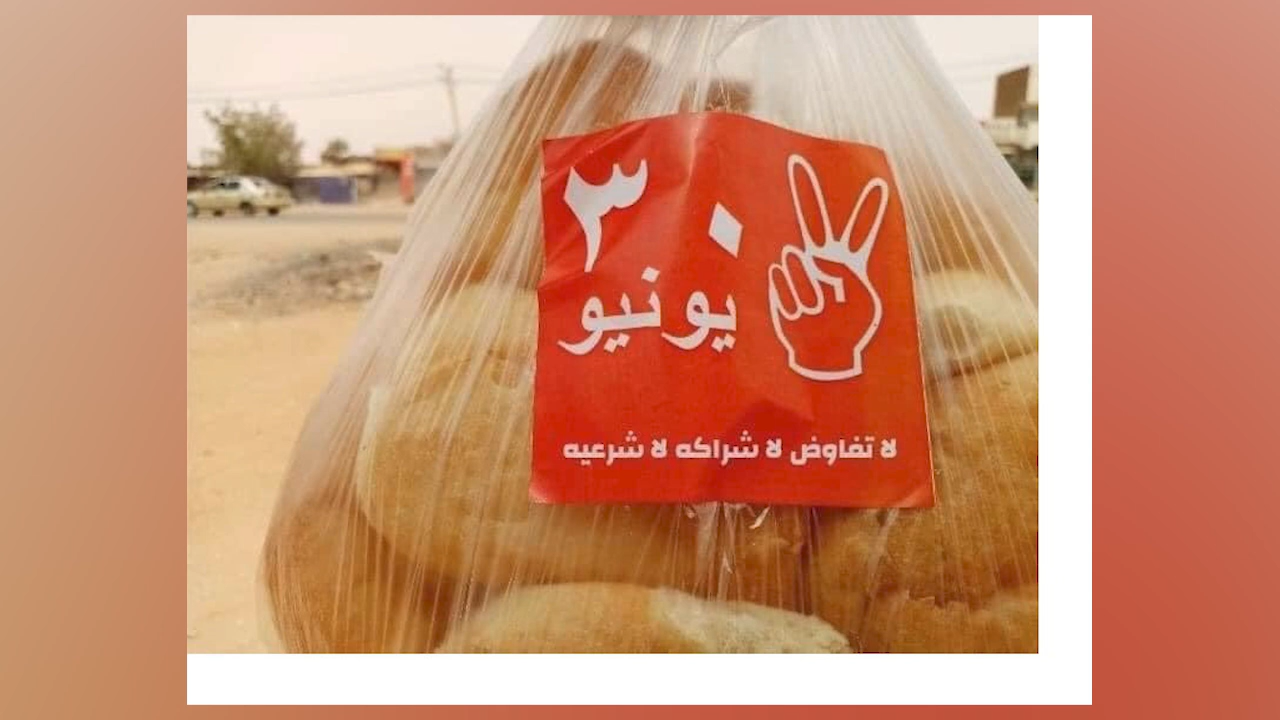 ٣٠
يونيو
لا تفاوض لا شراكه لا شرعيه